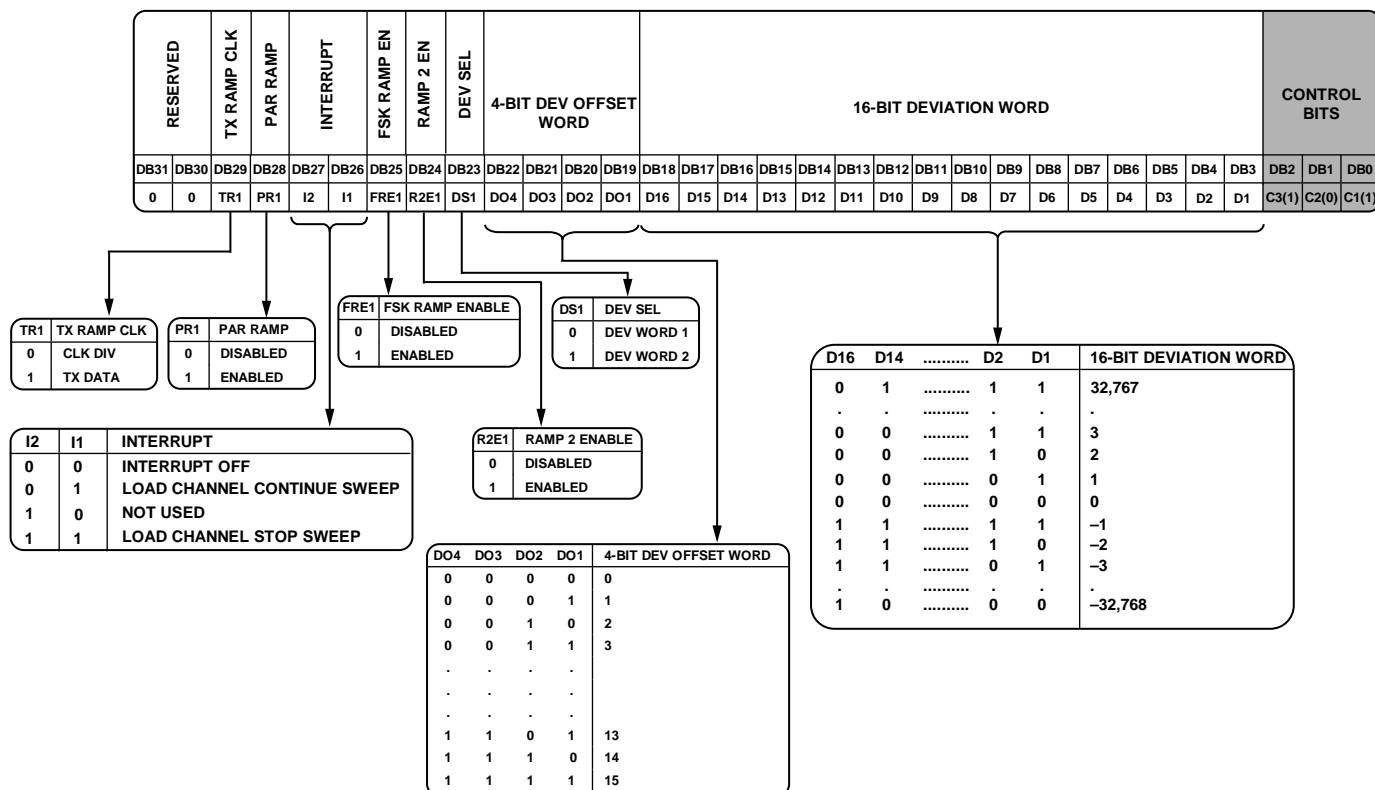 RESERVED
TX RAMP CLK
PAR RAMP
INTERRUPT
FSK RAMP EN
RAMP 2 EN
DEV SEL
4-BIT DEV OFFSET
WORD
16-BIT DEVIATION WORD
CONTROL
BITS
DB31 DB30 DB29 DB28 DB27 DB26 DB25 DB24 DB23 DB22 DB21 DB20 DB19 DB18 DB17 DB16 DB15 DB14 DB13 DB12 DB11 DB10 DB9 DB8 DB7 DB6 DB5 DB4 DB3 DB2 DB1 DB0
0 0 TR1 PR1 I2 I1 FRE1 R2E1 DS1 DO4 DO3 DO2 DO1 D16 D15 D14 D13 D12 D11 D10 D9 D8 D7 D6 D5 D4 D3 D2 D1 C3(1) C2(0) C1(1)
TR1 TX RAMP CLK
0 CLK DIV
1 TX DATA
PR1 PAR RAMP
0 DISABLED
1 ENABLED
FRE1 FSK RAMP ENABLE
0 DISABLED
1 ENABLED
DS1 DEV SEL
0 DEV WORD 1
1 DEV WORD 2
I2 I1 INTERRUPT
0 0 INTERRUPT OFF
0 1 LOAD CHANNEL CONTINUE SWEEP
1 0 NOT USED
1 1 LOAD CHANNEL STOP SWEEP
R2E1 RAMP 2 ENABLE
0 DISABLED
1 ENABLED
D16 D14 .......... D2 D1 16-BIT DEVIATION WORD
0 1 .......... 1 1 32,767
. . .......... . . .
0 0 .......... 1 1 3
0 0 .......... 1 0 2
0 0 .......... 0 1 1
0 0 .......... 0 0 0
1 1 .......... 1 1 –1
1 1 .......... 1 0 –2
1 1 .......... 0 1 –3
. . .......... . . .
1 0 .......... 0 0 –32,768
DO4 DO3 DO2 DO1 4-BIT DEV OFFSET WORD
0 0 0 0 0
0 0 0 1 1
0 0 1 0 2
0 0 1 1 3
. . . .
. . . .
. . . .
1 1 0 1 13
1 1 1 0 14
1 1 1 1 15